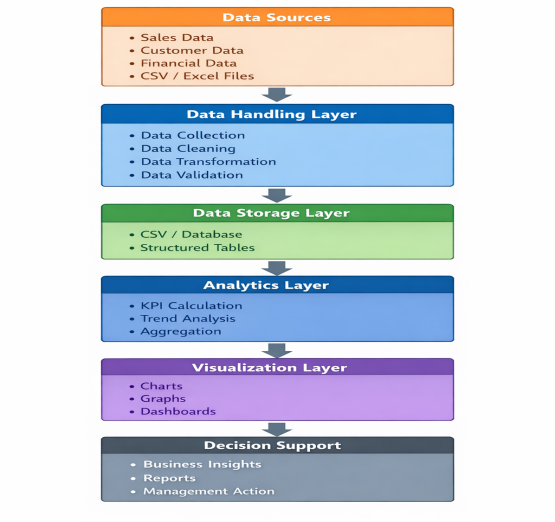 Data Sources
• Sales Data
• Customer Data
• Financial Data
• CSV / Excel Files
Data Handling Layer
• Data Collection
• Data Cleaning
• Data Transformation
• Data Validation
Data Storage Layer
• CSV / Database
• Structured Tables
Analytics Layer
• KPI Calculation
• Trend Analysis
• Aggregation
Visualization Layer
• Charts
• Graphs
• Dashboards
Decision Support
• Business Insights
• Reports
• Management Action